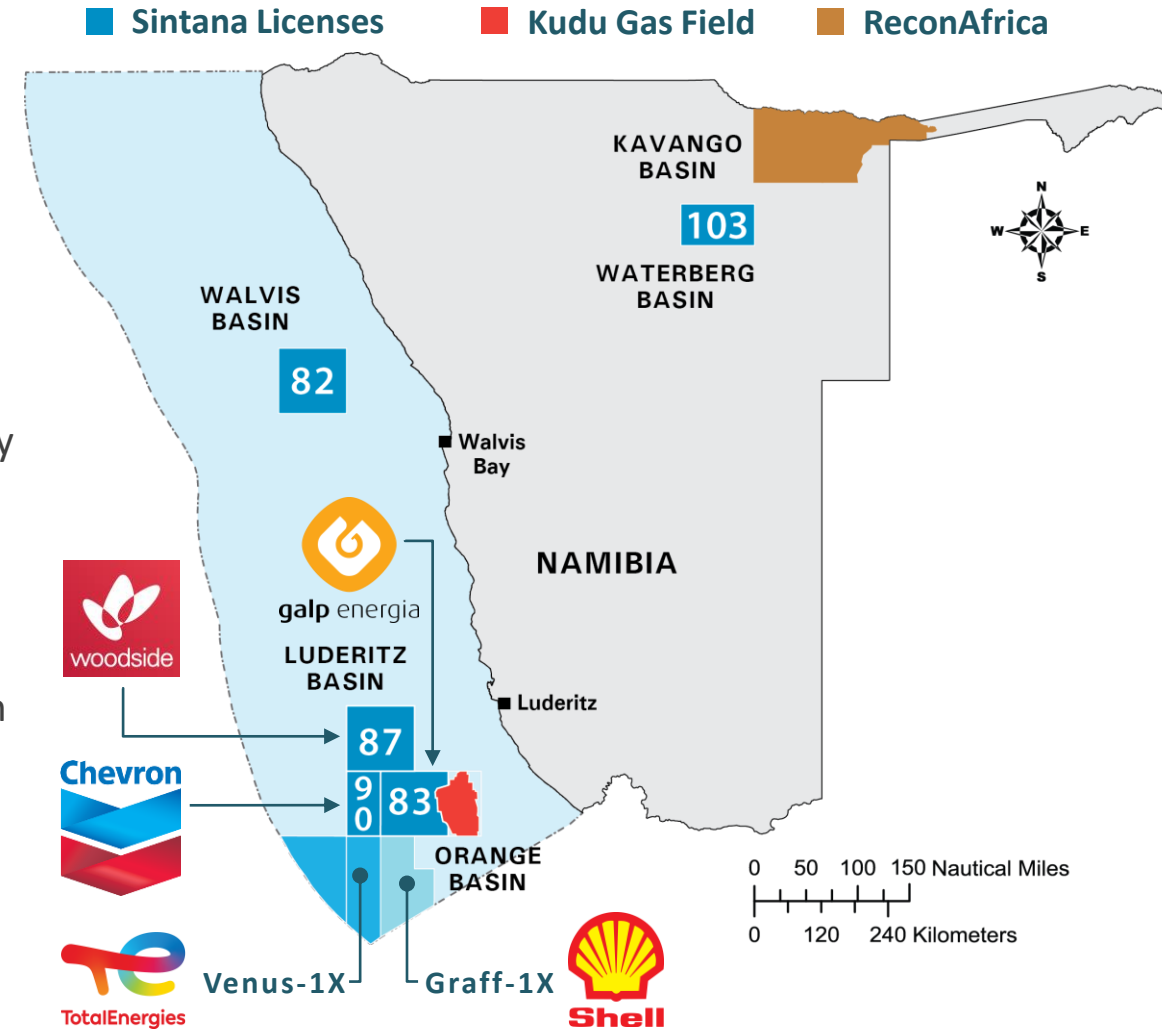 Sintana Licenses
Kudu Gas Field
ReconAfrica
KAVANGO
BASIN
N
W
E
S
103
WATERBERG
BASIN
WALVIS
BASIN
82
y
Walvis
Bay
NAMIBIA
galp energia
woodside
LUDERITZ
BASIN
Luderitz
n
87
Chevron
90
83
ORANGE
BASIN
0 50 100 150 Nautical Miles
0 120 240 Kilometers
TotalEnergies
Venus-1X
Graff-1X
Shell